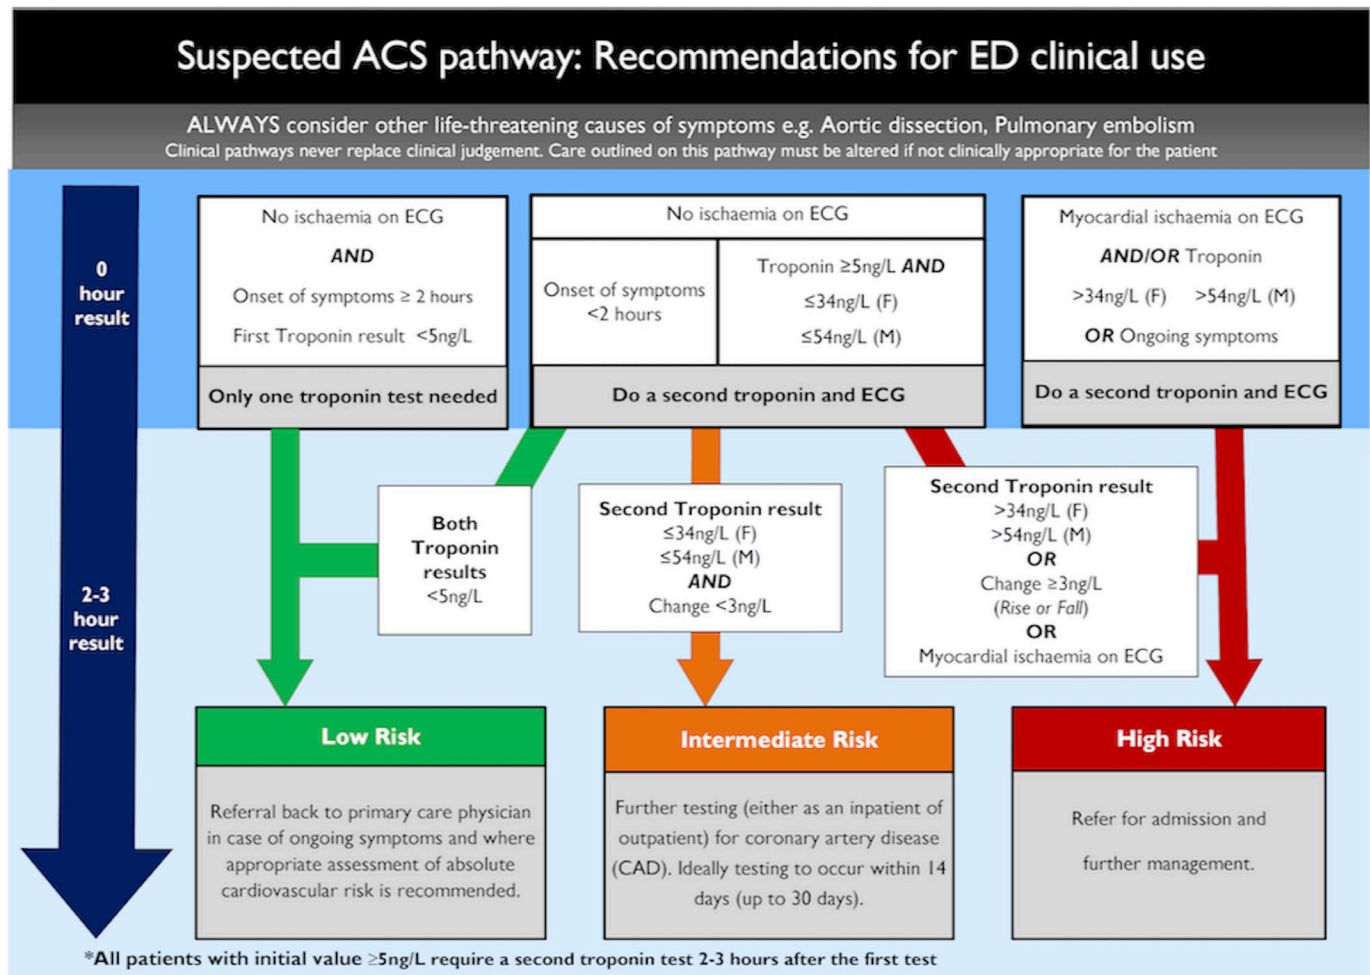 Suspected ACS pathway: Recommendations for ED clinical use
ALWAYS consider other life-threatening causes of symptoms e.g. Aortic dissection, Pulmonary embolism
Clinical pathways never replace clinical judgement. Care outlined on this pathway must be altered if not clinically appropriate for the patient
0
hour
result
No ischaemia on ECG
AND
Onset of symptoms ≥ 2 hours
First Troponin result <5ng/L
Only one troponin test needed
No ischaemia on ECG
Onset of symptoms
<2 hours
Troponin ≥5ng/L AND
≤34ng/L (F)
≤54ng/L (M)
Do a second troponin and ECG
Myocardial ischaemia on ECG
AND/OR Troponin
>34ng/L (F) >54ng/L (M)
OR Ongoing symptoms
Do a second troponin and ECG
2-3
hour
result
Both
Troponin
results
<5ng/L
Second Troponin result
≤34ng/L (F)
≤54ng/L (M)
AND
Change <3ng/L
Second Troponin result
>34ng/L (F)
>54ng/L (M)
OR
Change ≥3ng/L
(Rise or Fall)
OR
Myocardial ischaemia on ECG
Low Risk
Referral back to primary care physician
in case of ongoing symptoms and where
appropriate assessment of absolute
cardiovascular risk is recommended.
Intermediate Risk
Further testing (either as an inpatient of
outpatient) for coronary artery disease
(CAD). Ideally testing to occur within 14
days (up to 30 days).
High Risk
Refer for admission and
further management.
*All patients with initial value ≥5ng/L require a second troponin test 2-3 hours after the first test